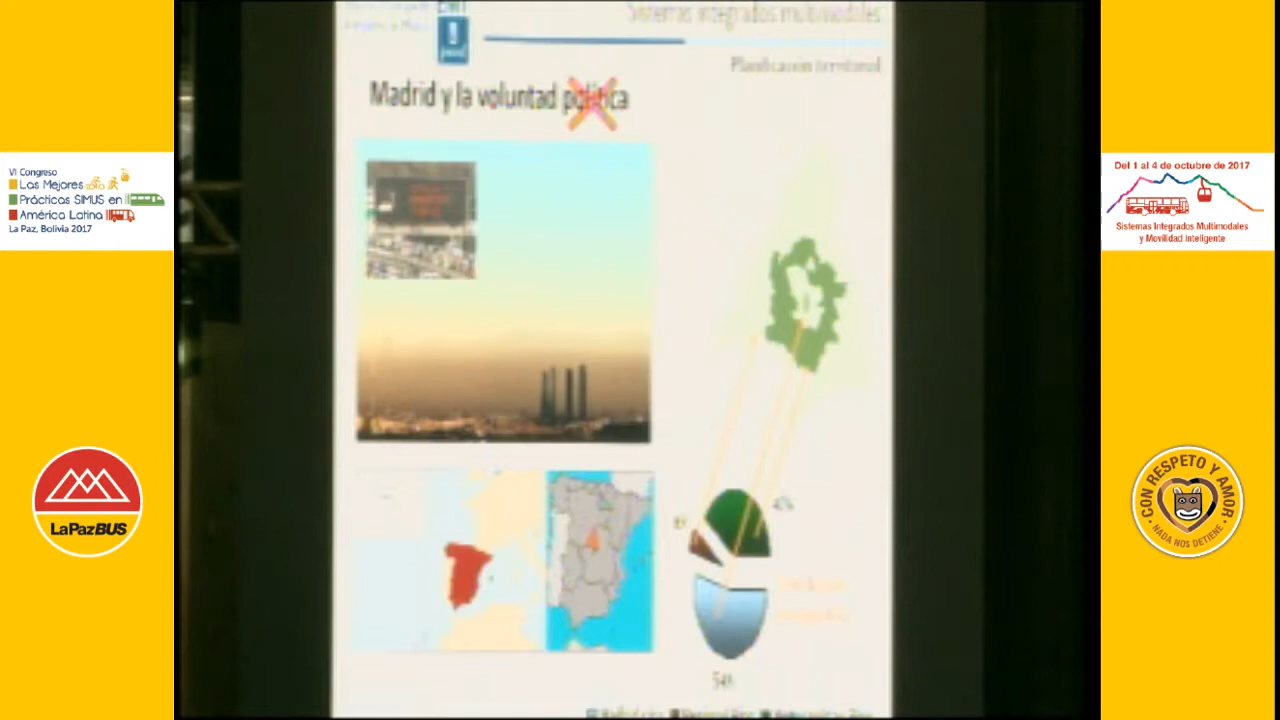 VI Congreso
Las Mejores
Prácticas SIMUS en
América Latina
La Paz, Bolivia 2017
LaPazBUS
EMT
Sistemas integrados multimodales
Planificación territorial
Madrid y la voluntad política
54%
Del 1 al 4 de octubre de 2017
Sistemas Integrados Multimodales
y Movilidad Inteligente
CON RESPETO Y AMOR
NADA NOS DETIENE